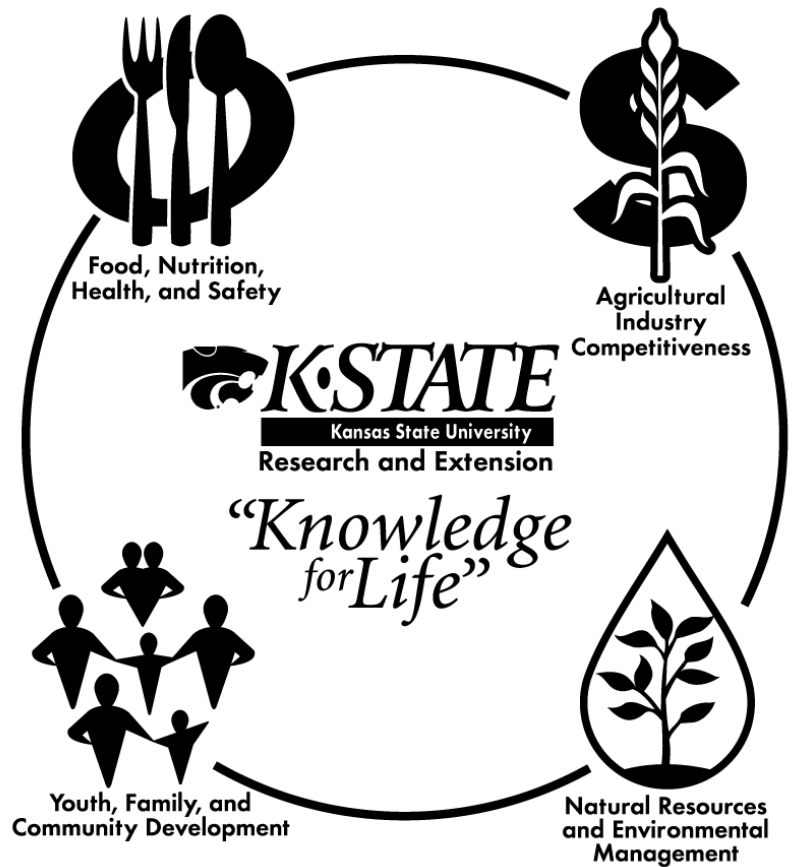 Food, Nutrition,
Health, and Safety
Agricultural
Industry
Competitiveness
K·STATE
Kansas State University
Research and Extension
“Knowledge
for Life”
Youth, Family, and
Community Development
Natural Resources
and Environmental
Management